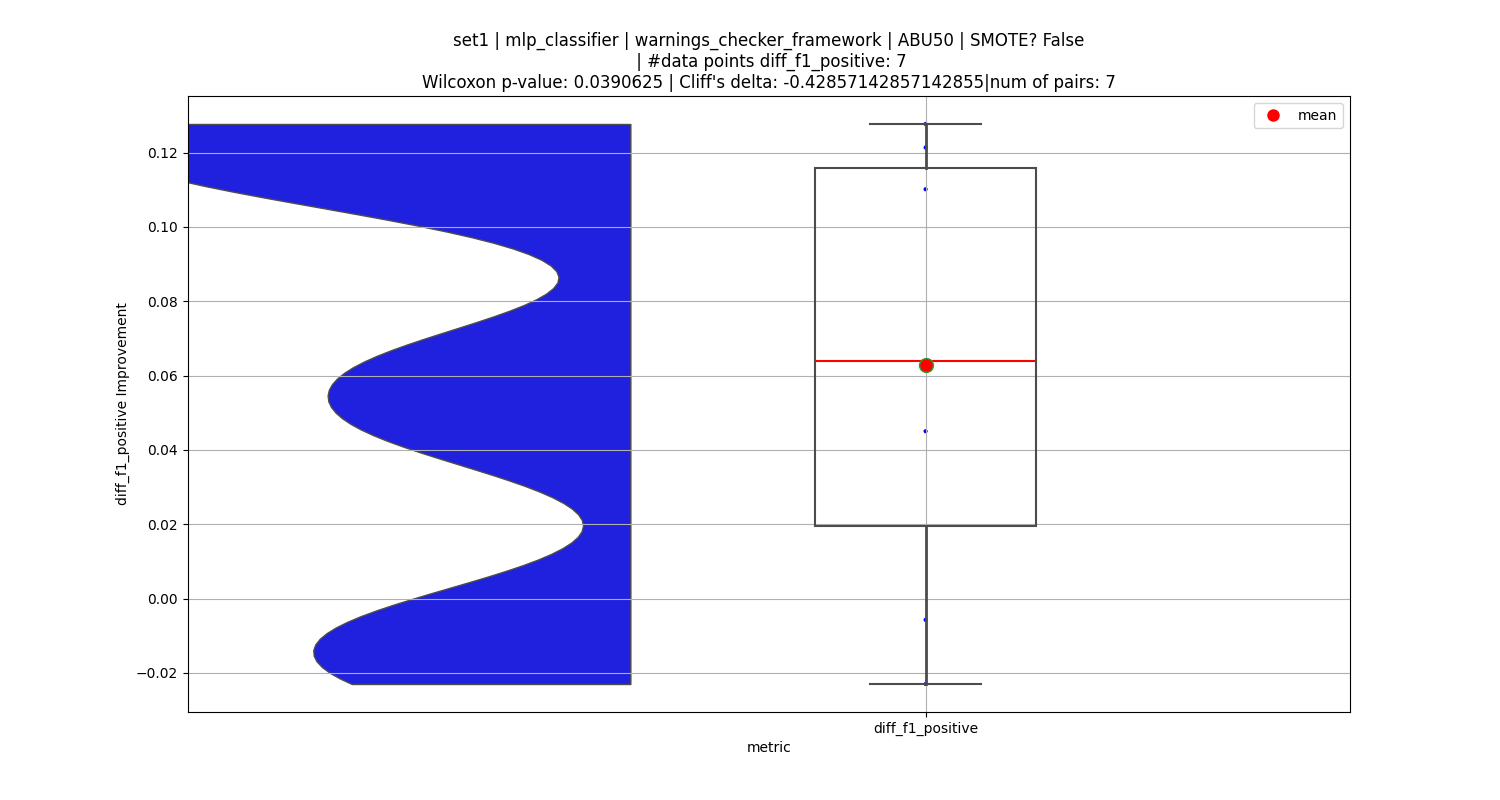 set1 | mlp_classifier | warnings_checker_framework | ABU50 | SMOTE? False
| #data points diff_f1_positive: 7
Wilcoxon p-value: 0.0390625 | Cliff's delta: -0.42857142857142855|num of pairs: 7
mean
0.12
0.10
0.08
0.06
0.04
0.02
0.00
−0.02
diff_f1_positive Improvement
diff_f1_positive
metric